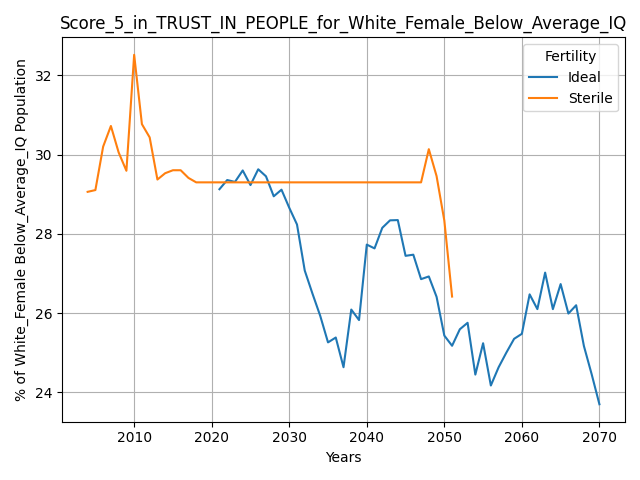 Score_5_in_TRUST_IN_PEOPLE_for_White_Female_Below_Average_IQ
Fertility
Ideal
Sterile
% of White_Female Below_Average_IQ Population
32
30
28
26
24
2010 2020 2030 2040 2050 2060 2070
Years